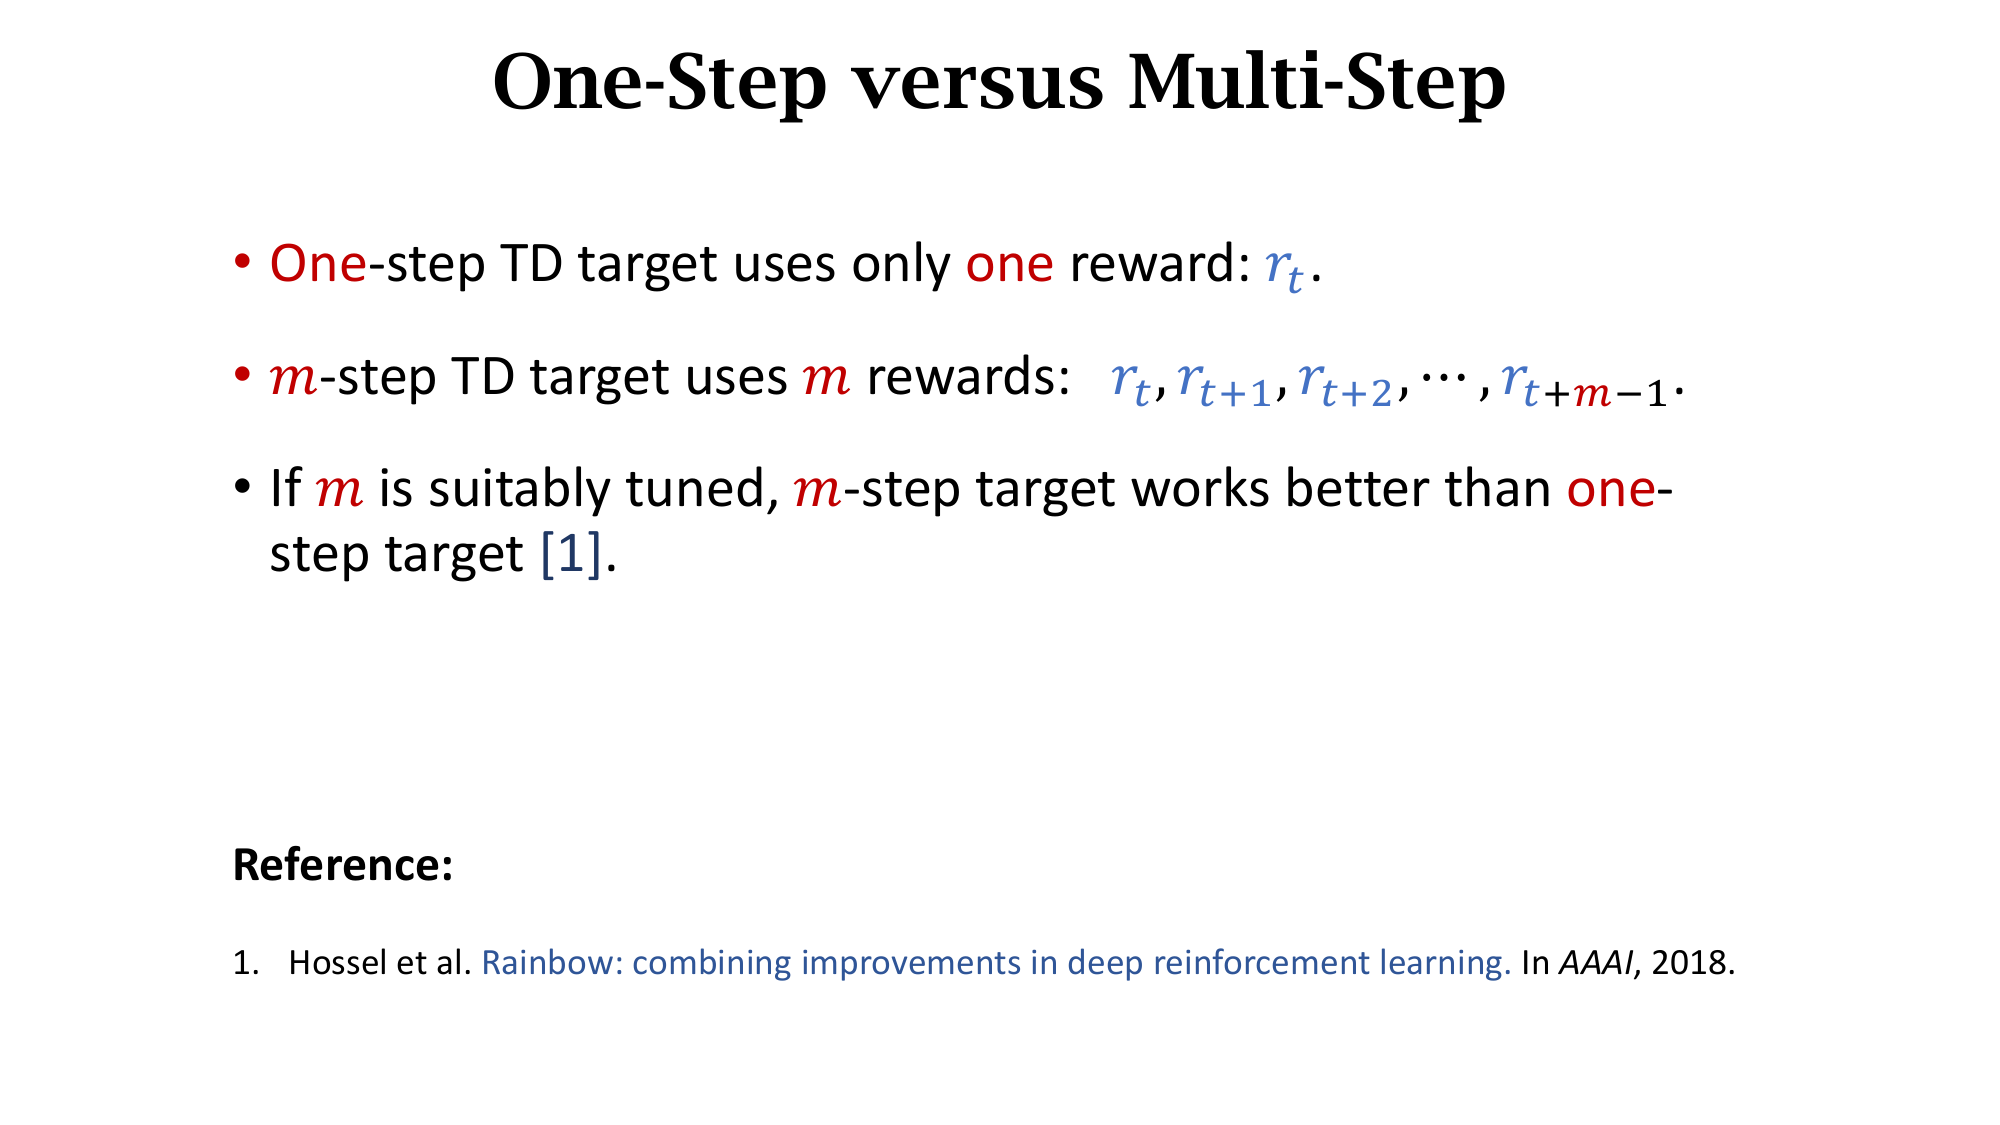 One-Step versus Multi-Step
• One-step TD target uses only one reward: $r_t$.
• $m$-step TD target uses $m$ rewards: $r_t, r_{t+1}, r_{t+2}, \cdots, r_{t+m-1}$.
• If $m$ is suitably tuned, $m$-step target works better than one-
step target [1].
Reference:
1. Hossel et al. Rainbow: combining improvements in deep reinforcement learning. In AAAI, 2018.